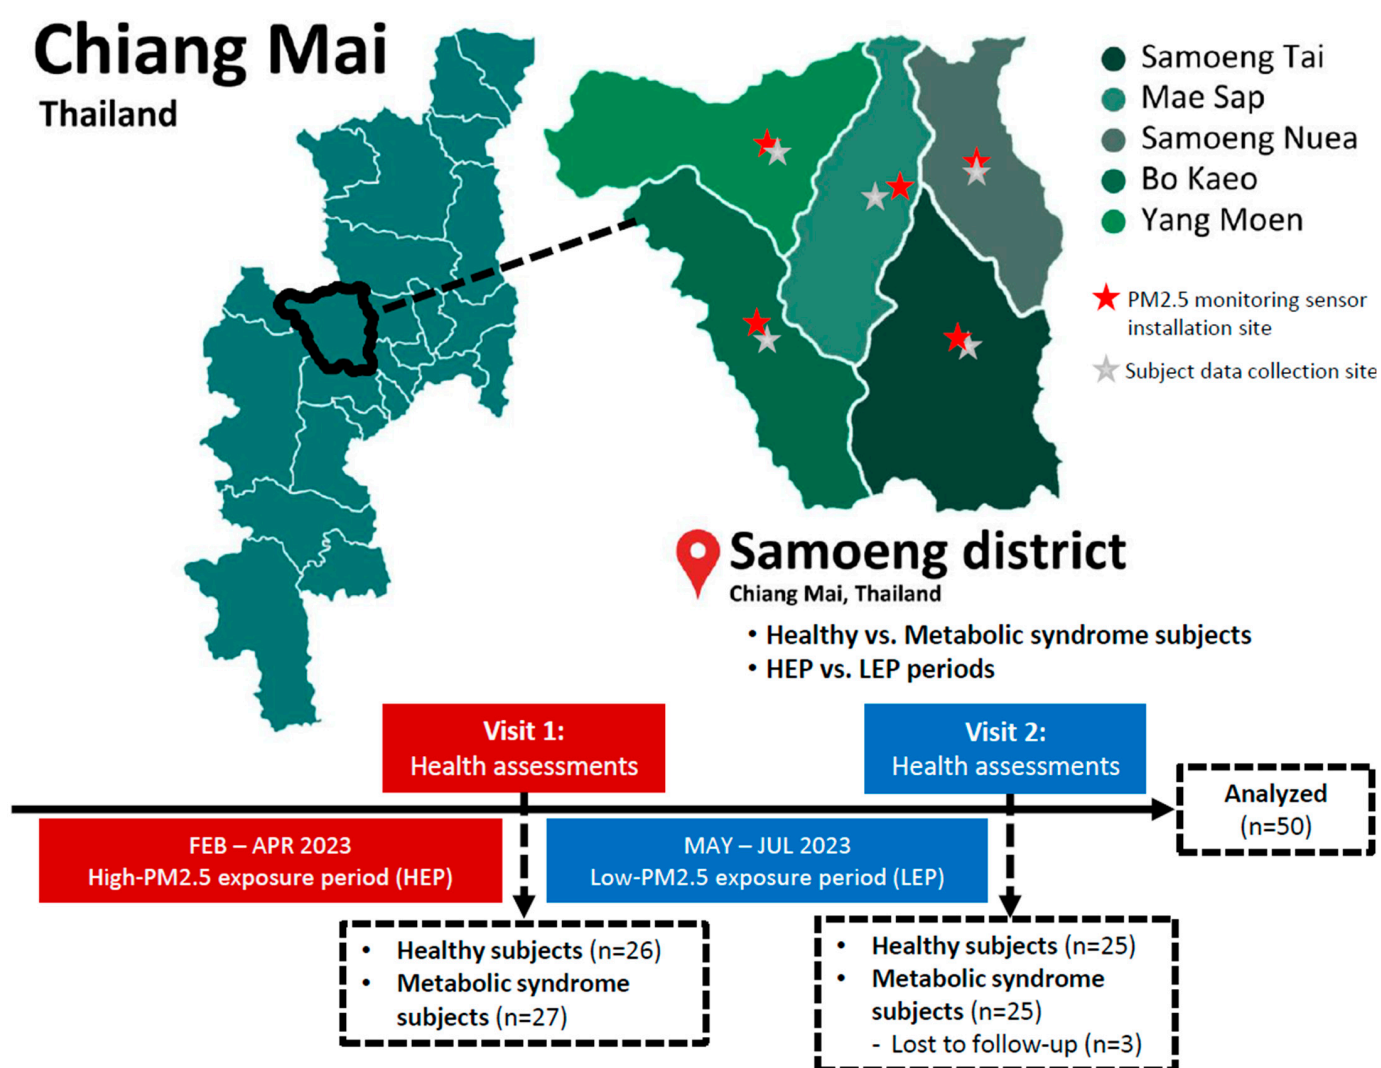 Chiang Mai
Thailand
Samoeng Tai
Mae Sap
Samoeng Nuea
Bo Kaeo
Yang Moen
PM2.5 monitoring sensor
installation site
Subject data collection site
Samoeng district
Chiang Mai, Thailand
• Healthy vs. Metabolic syndrome subjects
• HEP vs. LEP periods
Visit 1:
Health assessments
Visit 2:
Health assessments
Analyzed
(n=50)
FEB – APR 2023
High-PM2.5 exposure period (HEP)
MAY – JUL 2023
Low-PM2.5 exposure period (LEP)
• Healthy subjects (n=26)
• Metabolic syndrome
subjects (n=27)
• Healthy subjects (n=25)
• Metabolic syndrome
subjects (n=25)
- Lost to follow-up (n=3)